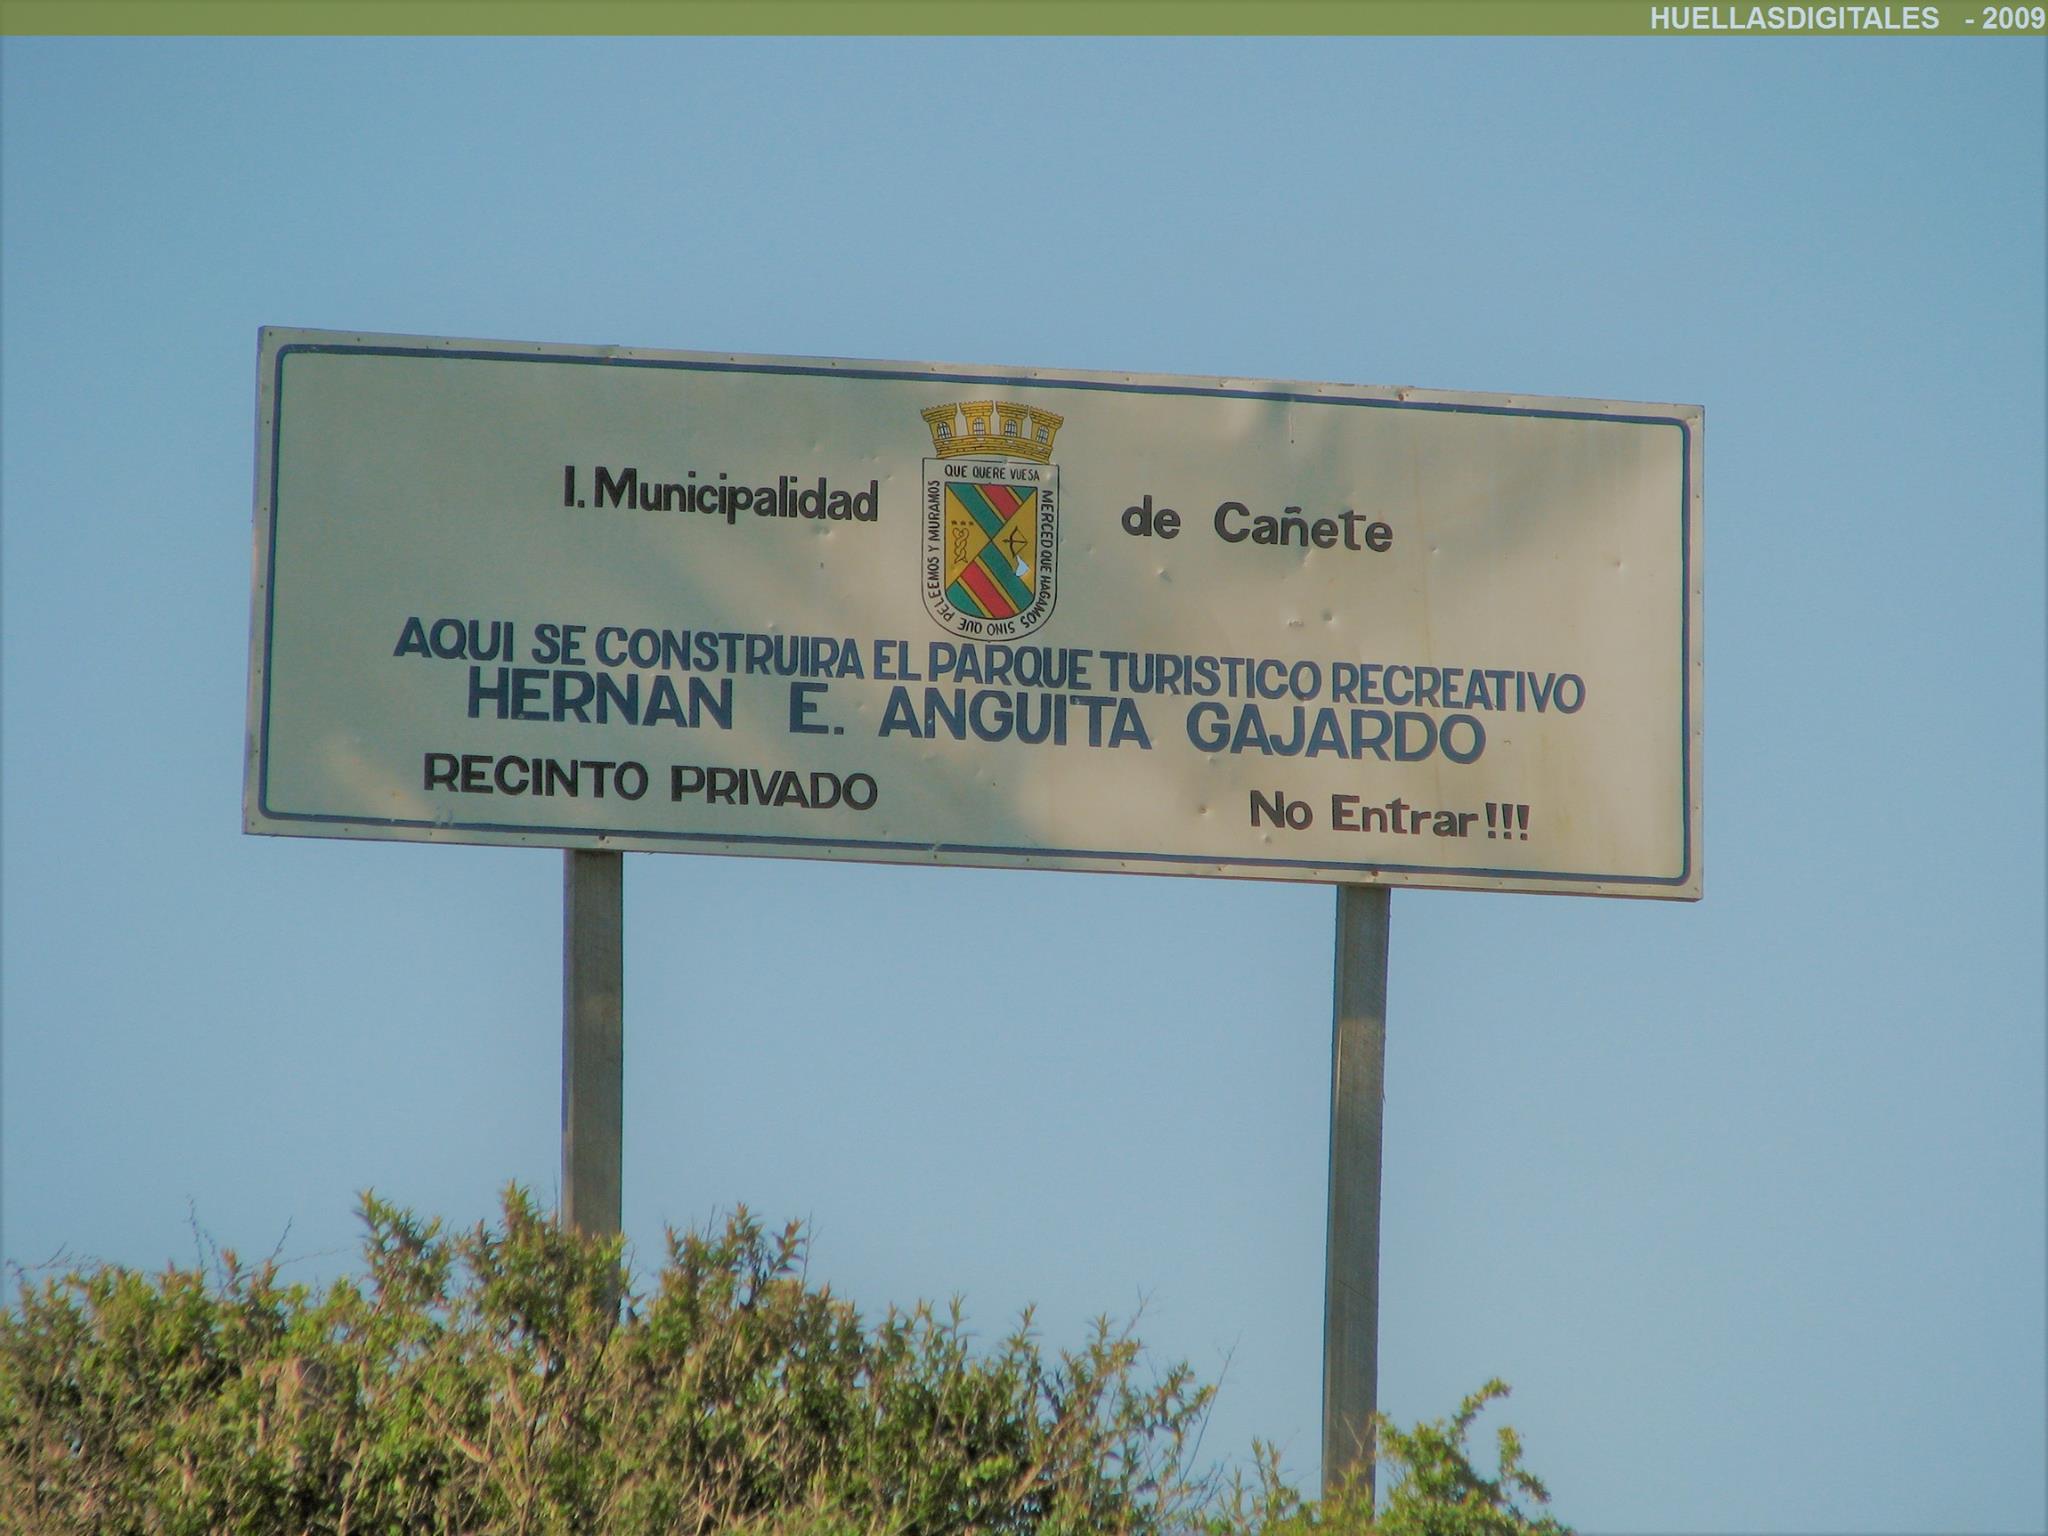 HUELLASDIGITALES - 2009
I. Municipalidad de Cañete
QUE QUERE VUESA MERCED QUE HAGAMOS SINO QUE PELEEMOS Y MURAMOS
AQUI SE CONSTRUIRA EL PARQUE TURISTICO RECREATIVO
HERNAN E. ANGUITA GAJARDO
RECINTO PRIVADO No Entrar!!!